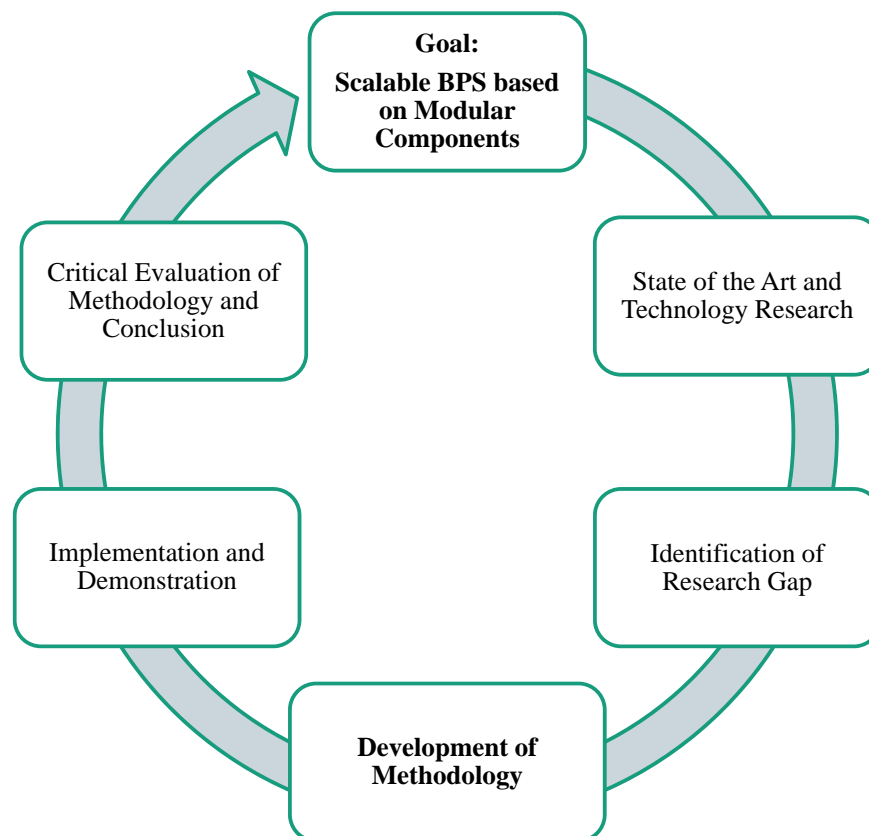 Goal:
Scalable BPS based
on Modular
Components
State of the Art and
Technology Research
Identification of
Research Gap
Development of
Methodology
Implementation and
Demonstration
Critical Evaluation of
Methodology and
Conclusion